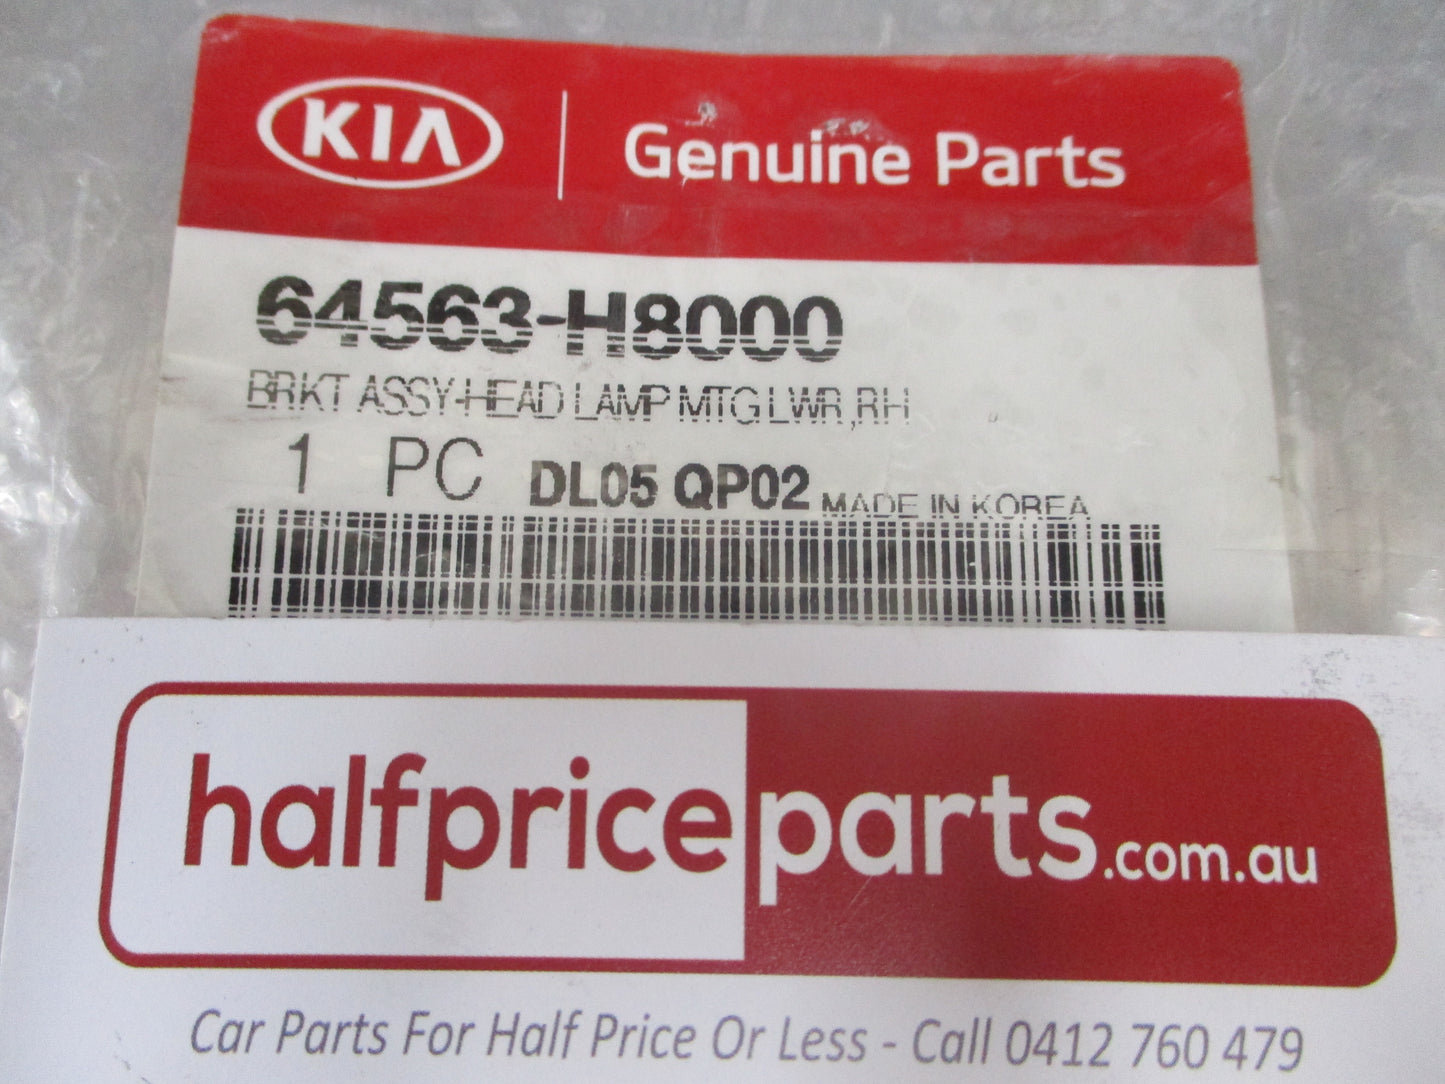 KIA Genuine Parts
64563-H8000
BRKT ASSY-HEAD LAMP MTG LWR,RH
1 PC DL05 QP02 MADE IN KOREA
halfpriceparts.com.au
Car Parts For Half Price Or Less - Call 0412 760 479